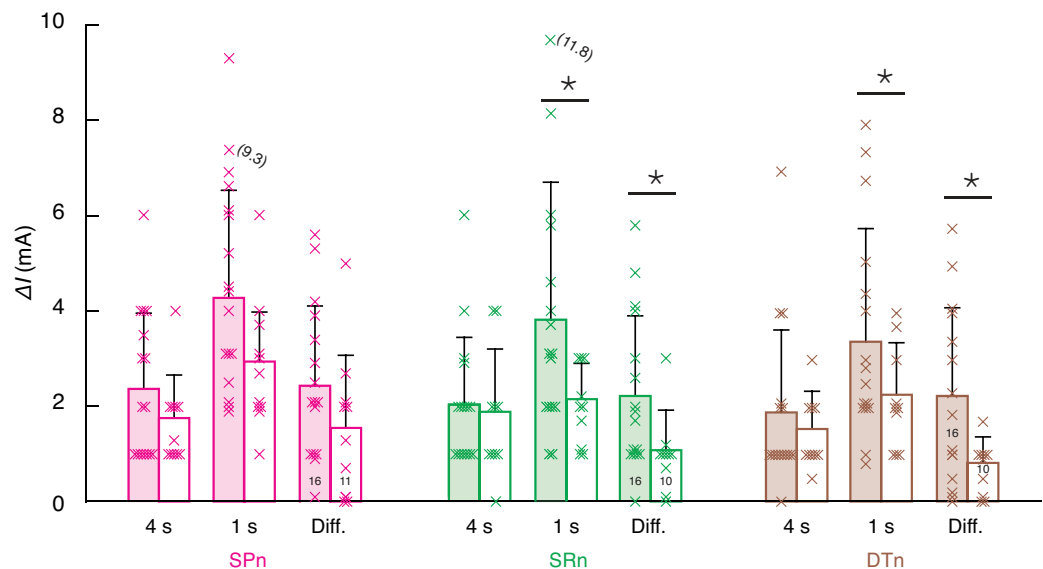 10
8
6
4
2
0
ΔI (mA)
(9.3)
(11.8)
*
*
*
*
16
11
16
10
16
10
4 s
1 s
Diff.
4 s
1 s
Diff.
4 s
1 s
Diff.
SPn
SRn
DTn